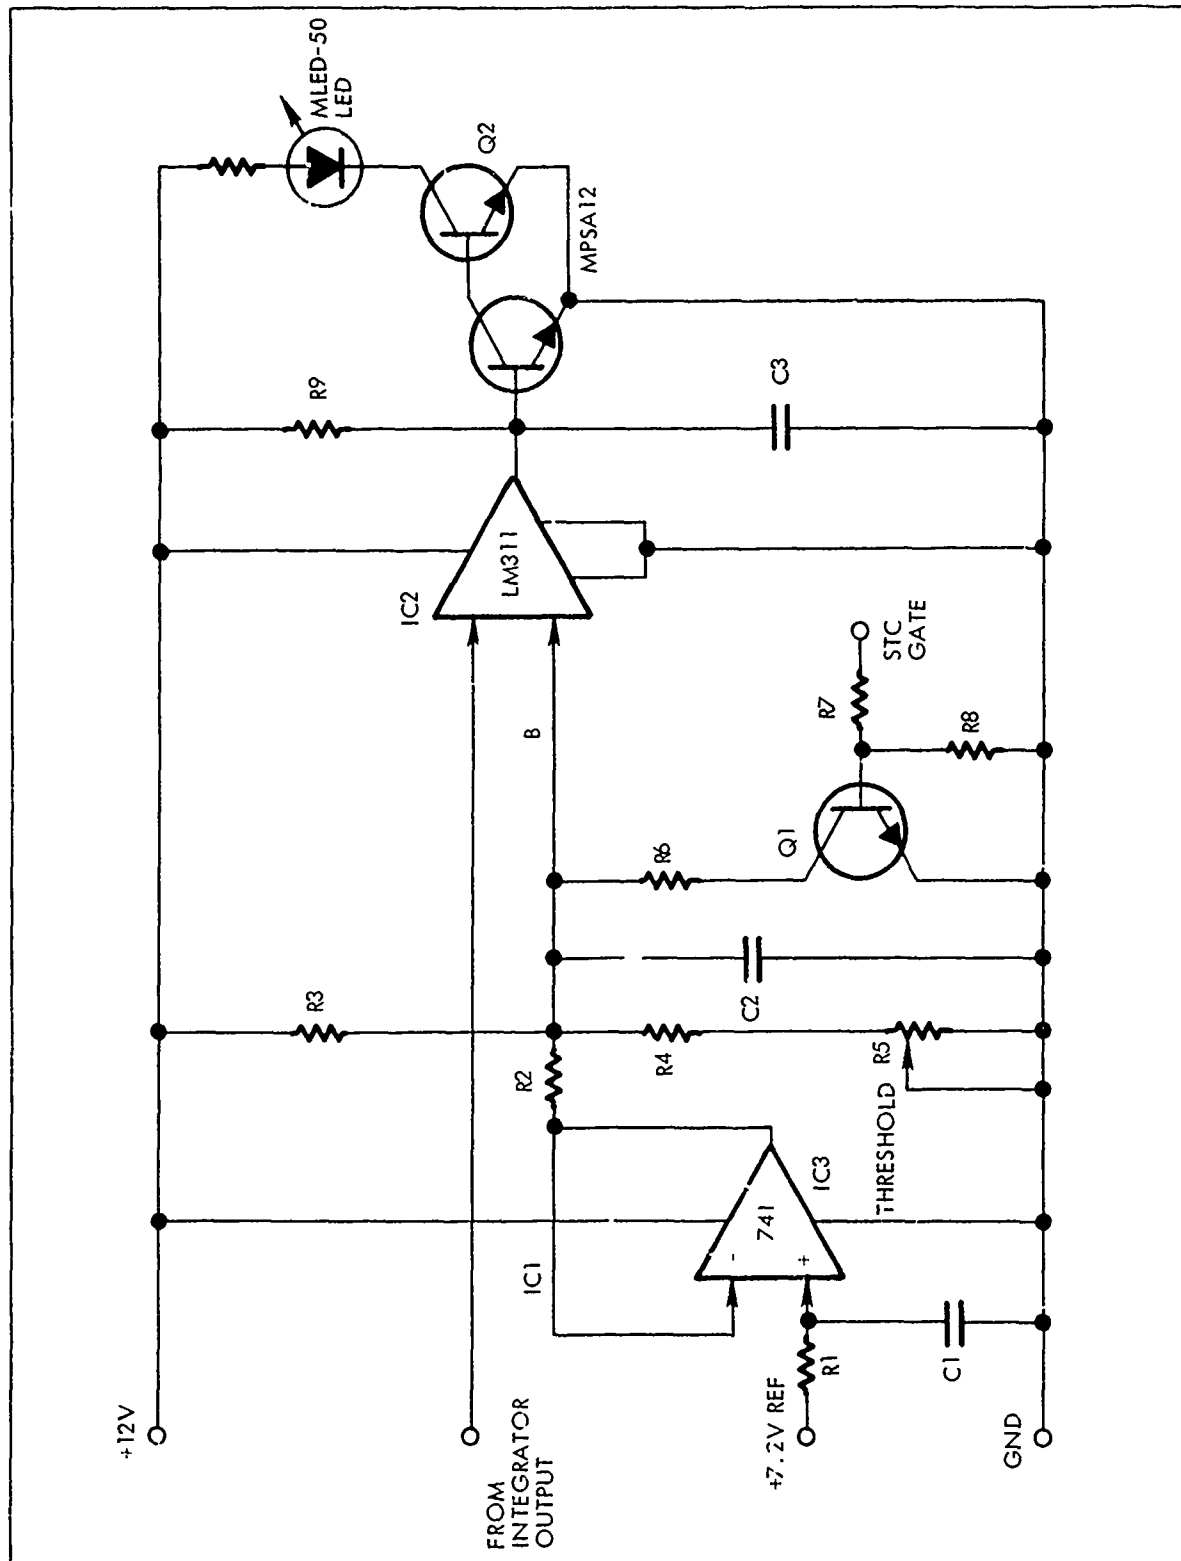 +12V
FROM
INTEGRATOR
OUTPUT
+7.2V REF
GND
R1
C1
IC1
-
+
741
IC3
R2
R3
R4
THRESHOLD
R5
C2
R6
B
Q1
R7
R8
STC
GATE
IC2
LM311
R9
C3
MPSA12
Q2
MLED-50
LED